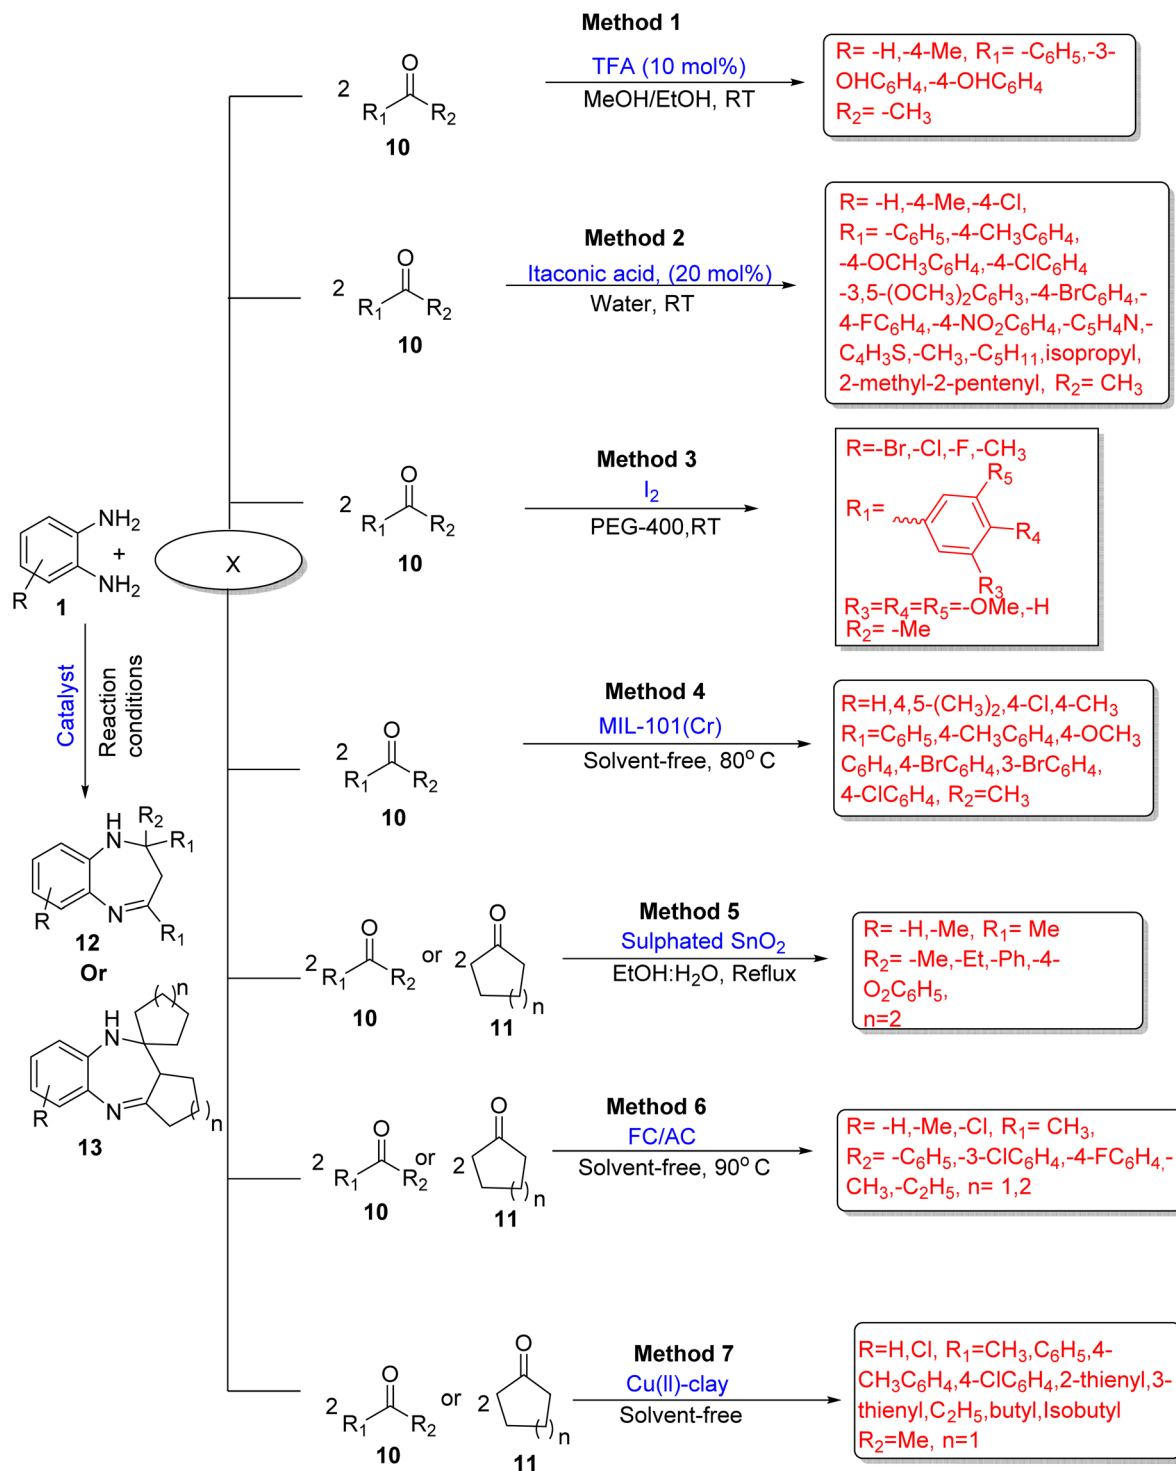 Method 1
2
O
R1
R2
10
TFA (10 mol%)
MeOH/EtOH, RT
R= -H,-4-Me, R1= -C6H5,-3-
OHC6H4,-4-OHC6H4
R2= -CH3
Method 2
2
O
R1
R2
10
Itaconic acid, (20 mol%)
Water, RT
R= -H,-4-Me,-4-Cl,
R1= -C6H5,-4-CH3C6H4,
-4-OCH3C6H4,-4-ClC6H4
-3,5-(OCH3)2C6H3,-4-BrC6H4,-
4-FC6H4,-4-NO2C6H4,-C5H4N,-
C4H3S,-CH3,-C5H11,isopropyl,
2-methyl-2-pentenyl, R2= CH3
Method 3
2
O
R1
R2
10
I2
PEG-400,RT
R=-Br,-Cl,-F,-CH3
R5
R1=
R4
R3
R3=R4=R5=-OMe,-H
R2= -Me
NH2
+
NH2
R
1
X
Catalyst
Reaction
conditions
Method 4
2
O
R1
R2
10
MIL-101(Cr)
Solvent-free, 80o C
R=H,4,5-(CH3)2,4-Cl,4-CH3
R1=C6H5,4-CH3C6H4,4-OCH3
C6H4,4-BrC6H4,3-BrC6H4,
4-ClC6H4, R2=CH3
H
N
R2
R1
N
R
R1
12
Or
n
H
N
N
R
n
13
Method 5
2
O
R1
R2
10
or
2
O
( )n
11
Sulphated SnO2
EtOH:H2O, Reflux
R= -H,-Me, R1= Me
R2= -Me,-Et,-Ph,-4-
O2C6H5,
n=2
Method 6
2
O
R1
R2
10
or
2
O
( )n
11
FC/AC
Solvent-free, 90o C
R= -H,-Me,-Cl, R1= CH3,
R2= -C6H5,-3-ClC6H4,-4-FC6H4,-
CH3,-C2H5, n= 1,2
Method 7
2
O
R1
R2
10
or
2
O
( )n
11
Cu(II)-clay
Solvent-free
R=H,Cl, R1=CH3,C6H5,4-
CH3C6H4,4-ClC6H4,2-thienyl,3-
thienyl,C2H5,butyl,Isobutyl
R2=Me, n=1